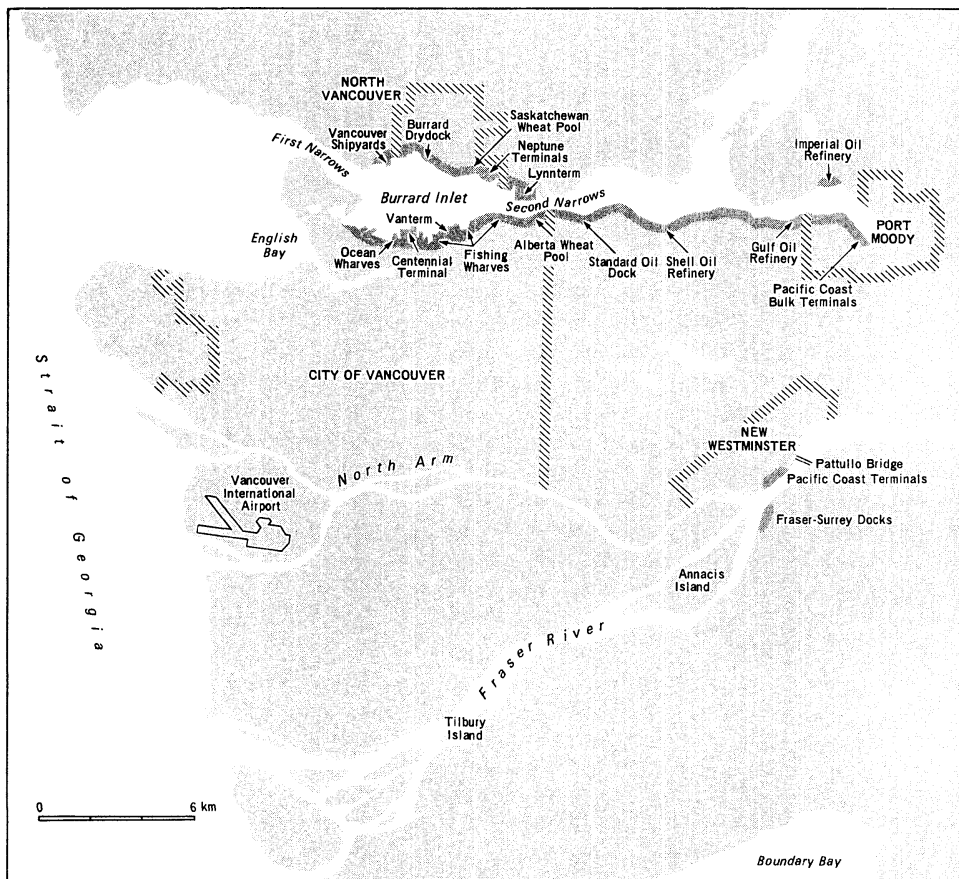 NORTH
VANCOUVER
Saskatchewan
Wheat Pool
Burrard
Drydock
Vancouver
Shipyards
Neptune
Terminals
Imperial Oil
Refinery
First Narrows
Lynnterm
Burrard Inlet
Second Narrows
Vanterm
PORT
MOODY
English
Bay
Ocean
Wharves
Centennial
Terminal
Fishing
Wharves
Alberta Wheat
Pool
Standard Oil
Dock
Shell Oil
Refinery
Gulf Oil
Refinery
Pacific Coast
Bulk Terminals
CITY OF VANCOUVER
Strait of Georgia
NEW
WESTMINSTER
Pattullo Bridge
Pacific Coast Terminals
North Arm
Vancouver
International
Airport
Fraser-Surrey Docks
Annacis
Island
Fraser River
Tilbury
Island
0 6 km
Boundary Bay